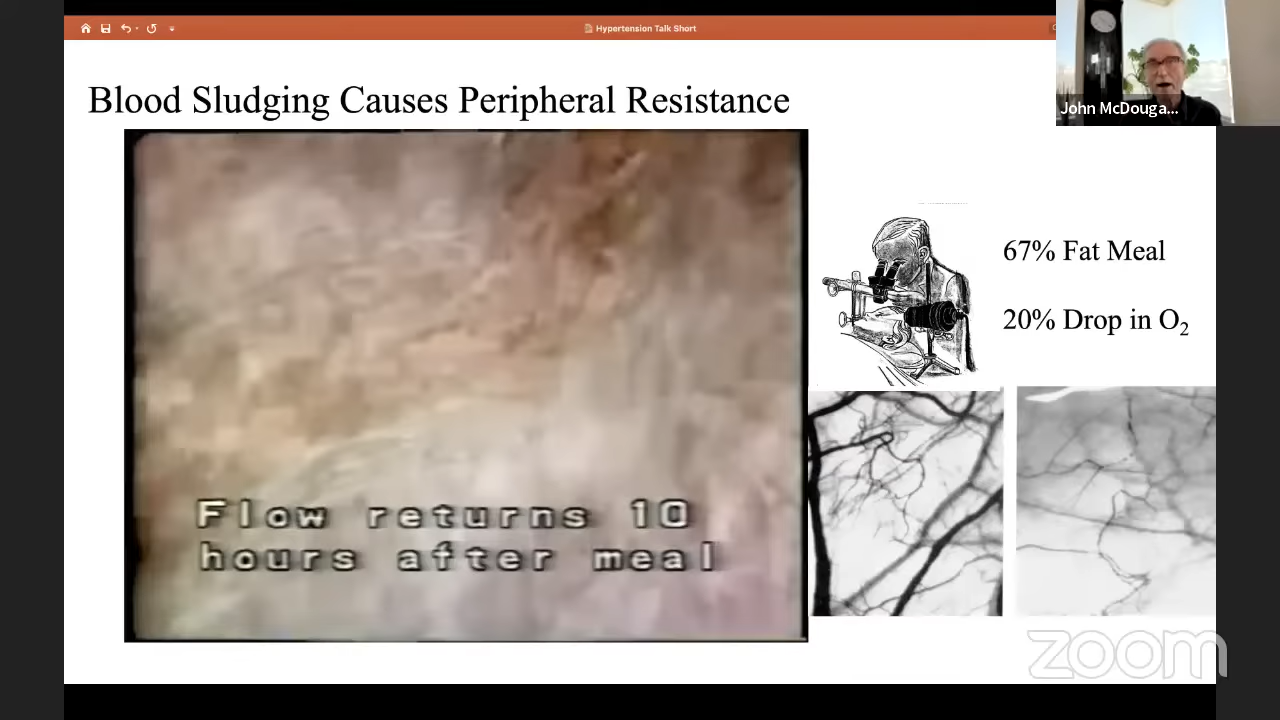 Hypertension Talk Short
John McDouga...
Blood Sludging Causes Peripheral Resistance
67% Fat Meal
20% Drop in O₂
Flow returns 10
hours after meal
zoom